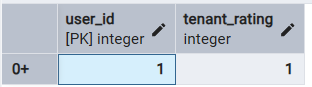 user_id tenant_rating
[PK] integer integer
0+ 1 1